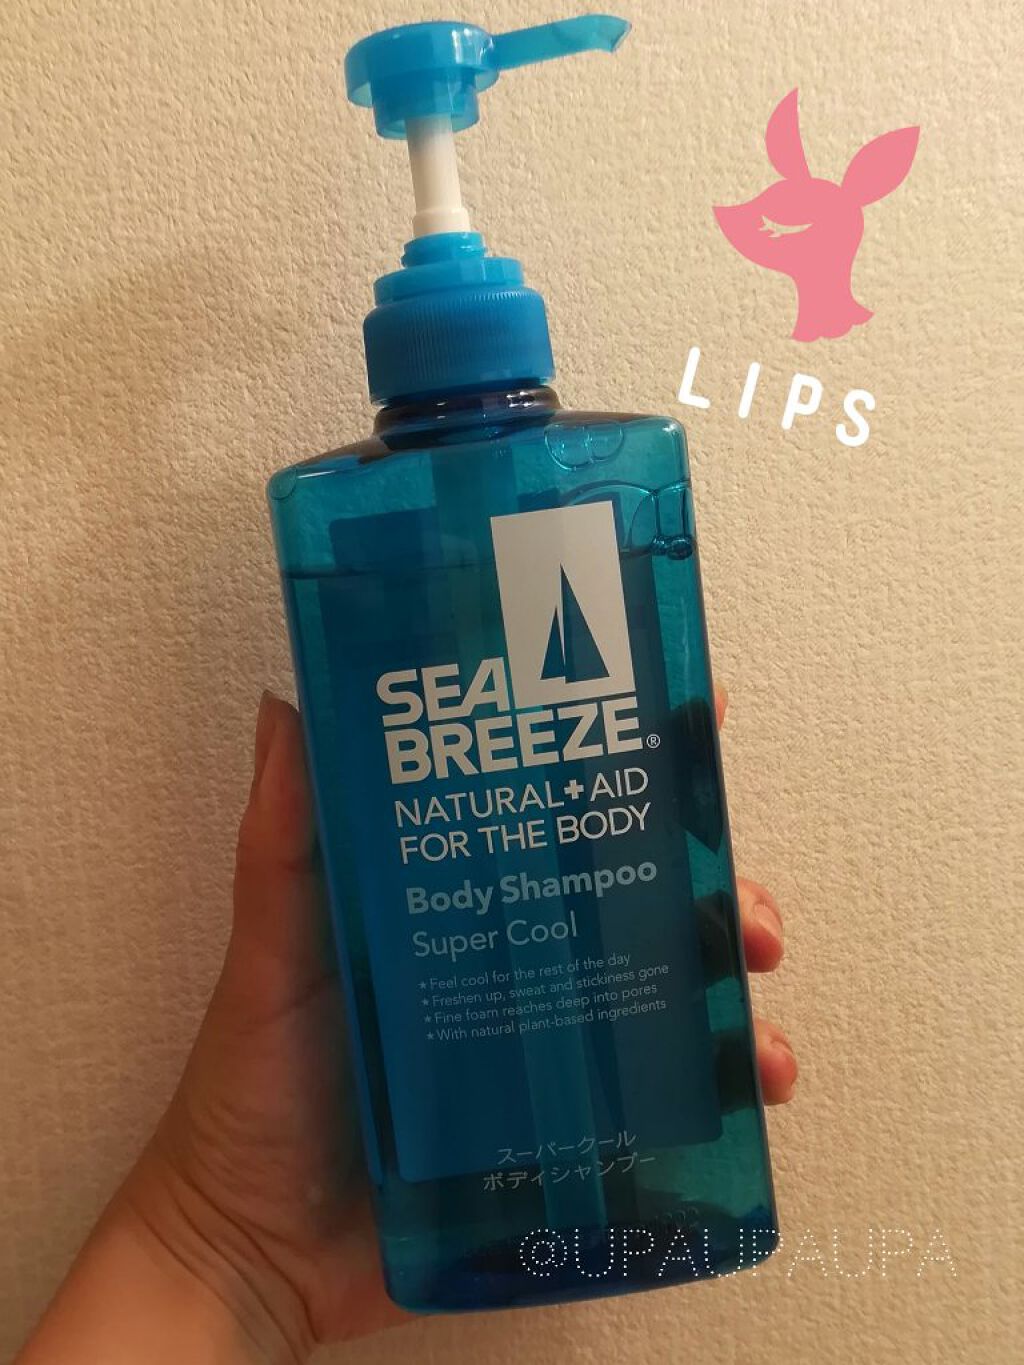 LIPS
SEA
BREEZE®
NATURAL+AID
FOR THE BODY
Body Shampoo
Super Cool
★Feel cool for the rest of the day
★Freshen up, sweat and stickiness gone
★Fine foam reaches deep into pores
★With natural plant-based ingredients
スーパークール
ボディシャンプー
@UPAUPAUPA